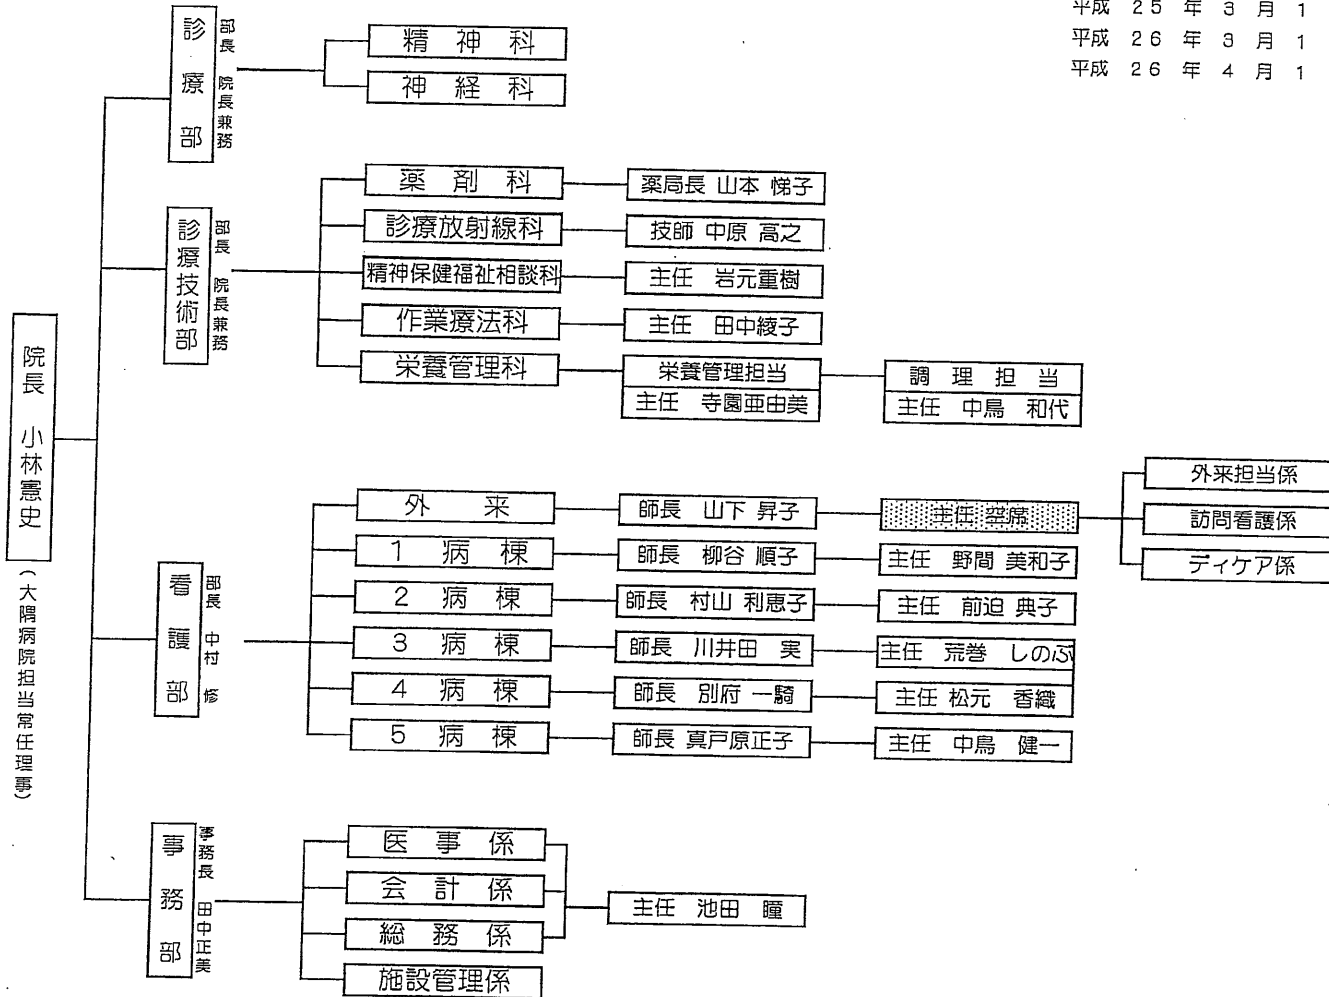 平成 25 年 3 月 1
平成 26 年 3 月 1
平成 26 年 4 月 1
院長 小林憲史
(大隅病院担当常任理事)
診療部
部長 院長兼務
精神科
神経科
診療技術部
部長 院長兼務
薬剤科
薬局長 山本 悌子
診療放射線科
技師 中原 高之
精神保健福祉相談科
主任 岩元重樹
作業療法科
主任 田中綾子
栄養管理科
栄養管理担当
主任 寺園亜由美
調理担当
主任 中鳥 和代
看護部
部長 中村 修
外来
師長 山下 昇子
主任 空席
外来担当係
訪問看護係
ディケア係
1 病棟
師長 柳谷 順子
主任 野間 美和子
2 病棟
師長 村山 利恵子
主任 前迫 典子
3 病棟
師長 川井田 実
主任 荒巻 しのぶ
4 病棟
師長 別府 一騎
主任 松元 香織
5 病棟
師長 真戸原正子
主任 中鳥 健一
事務部
事務長 田中正美
医事係
会計係
総務係
主任 池田 瞳
施設管理係